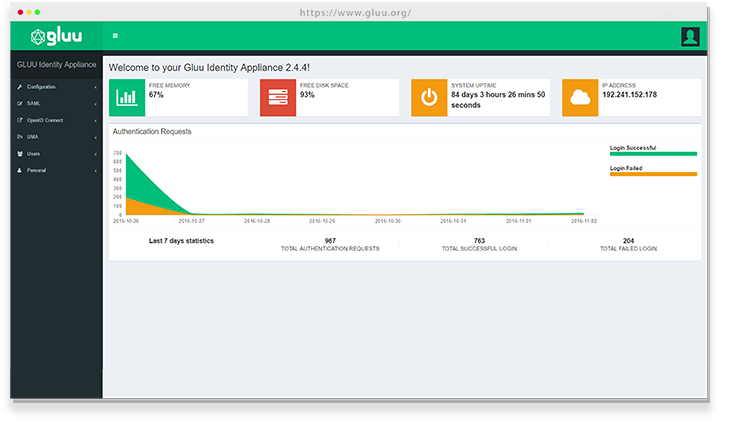 https://www.gluu.org/
gluu
GLUU Identity Appliance
Configuration
SAML
OpenID Connect
UMA
Users
Personal
Welcome to your Gluu Identity Appliance 2.4.4!
FREE MEMORY
67%
FREE DISK SPACE
93%
SYSTEM UPTIME
84 days 3 hours 26 mins 50
seconds
IP ADDRESS
192.241.152.178
Authentication Requests
Login Successful
Login Failed
700
600
500
400
300
200
100
0
2016-10-26
2016-10-27
2016-10-28
2016-10-29
2016-10-30
2016-10-31
2016-11-01
2016-11-02
Last 7 days statistics
967
TOTAL AUTHENTICATION REQUESTS
763
TOTAL SUCCESSFUL LOGIN
204
TOTAL FAILED LOGIN